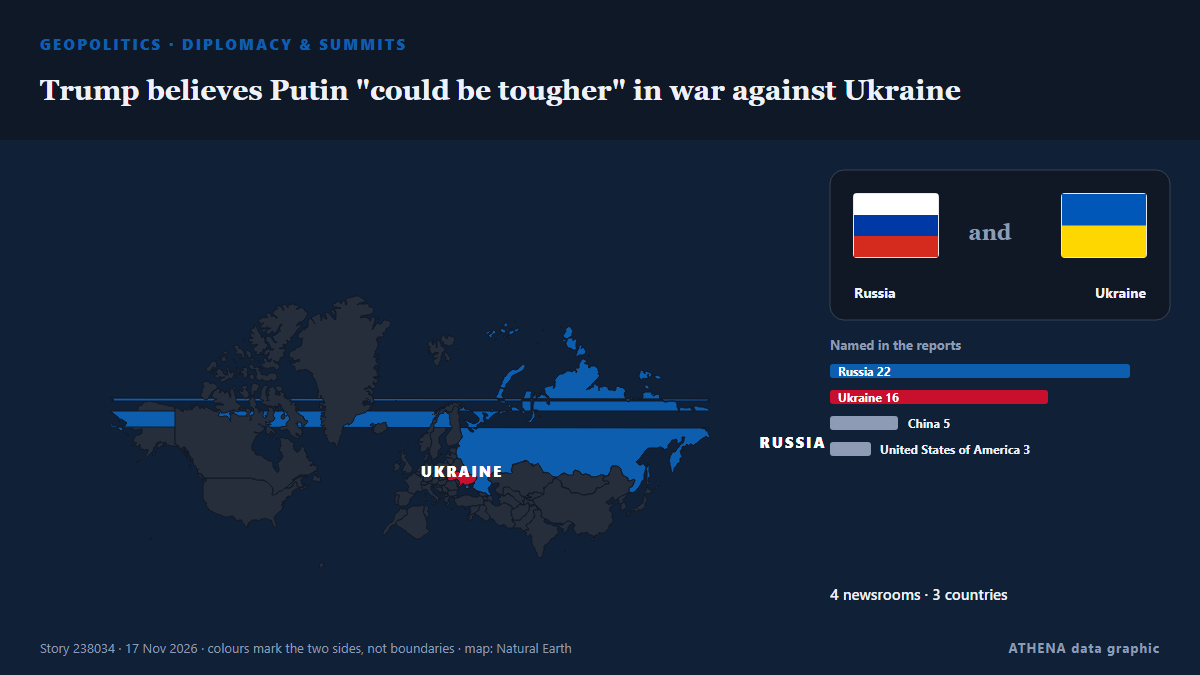 GEOPOLITICS · DIPLOMACY & SUMMITS
Trump believes Putin "could be tougher" in war against Ukraine
and
Russia
Ukraine
Named in the reports
Russia 22
Ukraine 16
China 5
United States of America 3
RUSSIA
UKRAINE
4 newsrooms · 3 countries
Story 238034 · 17 Nov 2026 · colours mark the two sides, not boundaries · map: Natural Earth
ATHENA data graphic